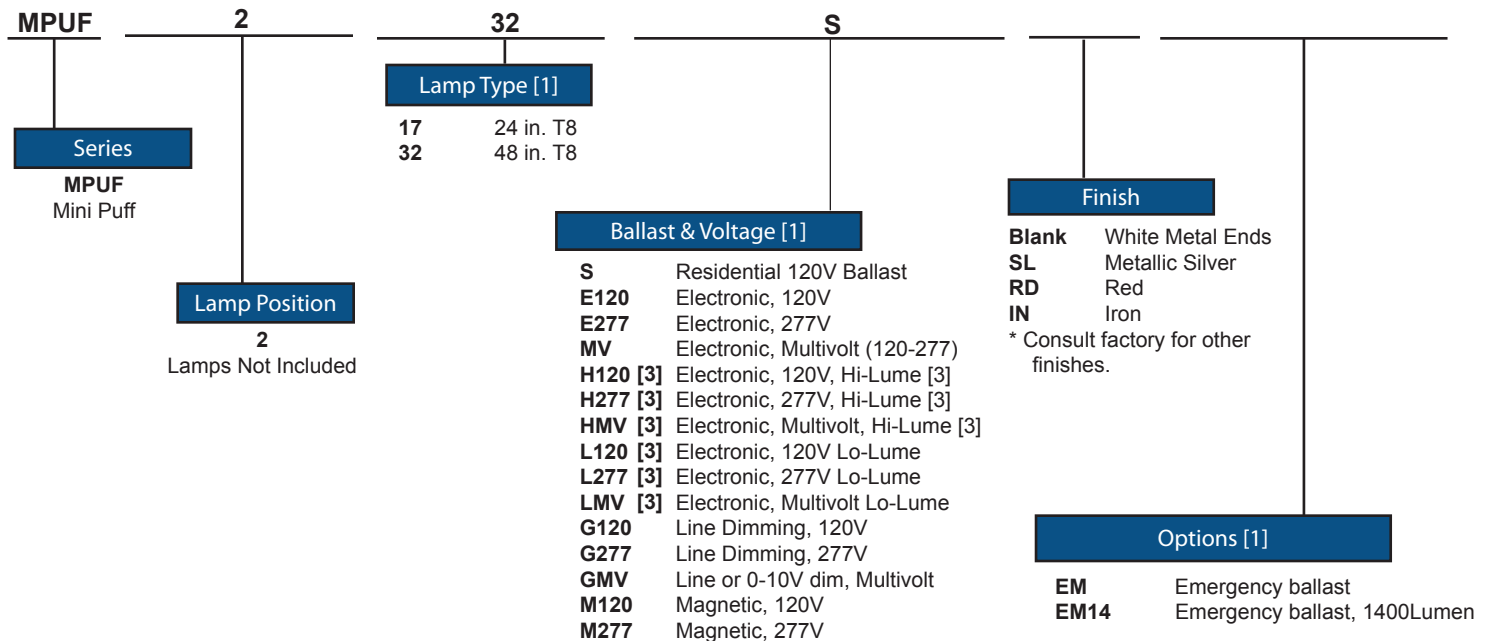 MPUF 2 32 S
Lamp Type [1]
17 24 in. T8
32 48 in. T8
Series
MPUF
Mini Puff
Lamp Position
2
Lamps Not Included
Ballast & Voltage [1]
S Residential 120V Ballast
E120 Electronic, 120V
E277 Electronic, 277V
MV Electronic, Multivolt (120-277)
H120 [3] Electronic, 120V, Hi-Lume [3]
H277 [3] Electronic, 277V, Hi-Lume [3]
HMV [3] Electronic, Multivolt, Hi-Lume [3]
L120 [3] Electronic, 120V Lo-Lume
L277 [3] Electronic, 277V Lo-Lume
LMV [3] Electronic, Multivolt Lo-Lume
G120 Line Dimming, 120V
G277 Line Dimming, 277V
GMV Line or 0-10V dim, Multivolt
M120 Magnetic, 120V
M277 Magnetic, 277V
Finish
Blank White Metal Ends
SL Metallic Silver
RD Red
IN Iron
* Consult factory for other
finishes.
Options [1]
EM Emergency ballast
EM14 Emergency ballast, 1400Lumen